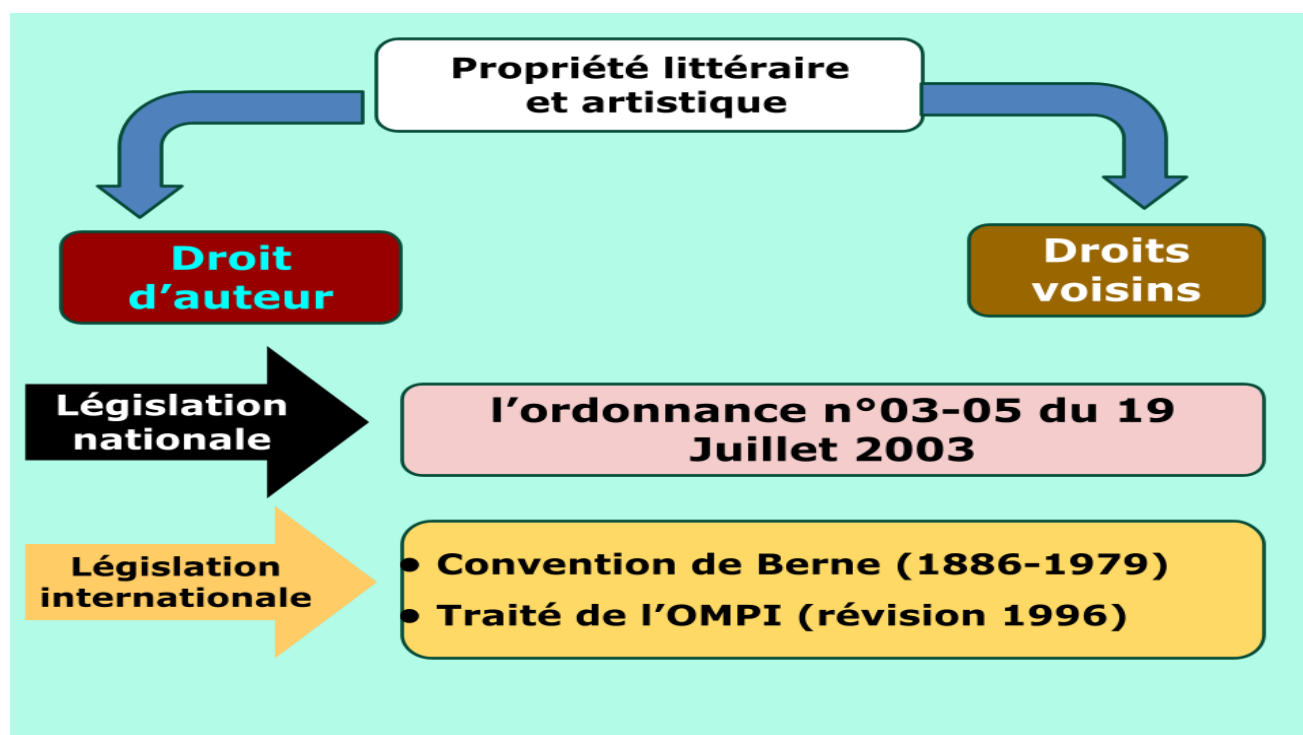 Propriété littéraire
et artistique
Droit
d’auteur
Droits
voisins
Législation
nationale
l’ordonnance n°03-05 du 19
Juillet 2003
Législation
internationale
• Convention de Berne (1886-1979)
• Traité de l’OMPI (révision 1996)